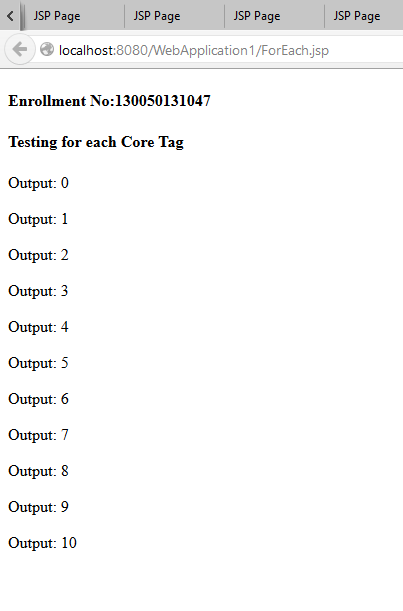 JSP Page JSP Page JSP Page JSP Page
localhost:8080/WebApplication1/ForEach.jsp
Enrollment No:130050131047
Testing for each Core Tag
Output: 0
Output: 1
Output: 2
Output: 3
Output: 4
Output: 5
Output: 6
Output: 7
Output: 8
Output: 9
Output: 10